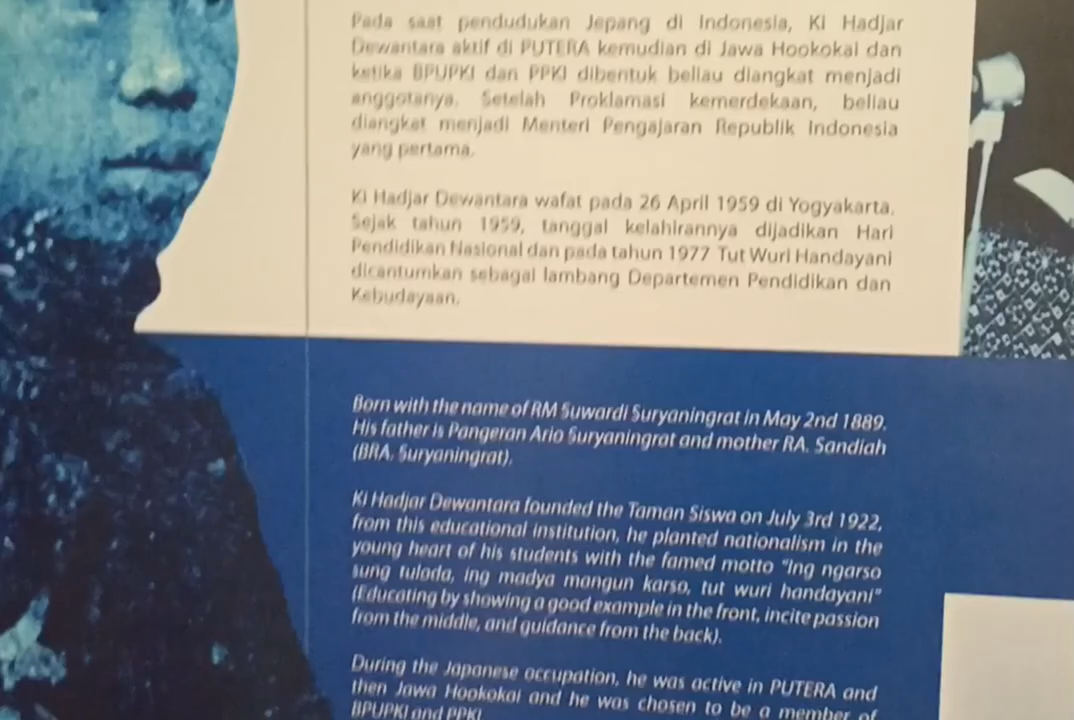 Pada saat pendudukan Jepang di Indonesia, Ki Hadjar
Dewantara aktif di PUTERA kemudian di Jawa Hookokai dan
ketika BPUPKI dan PPKI dibentuk beliau diangkat menjadi
anggotanya. Setelah Proklamasi kemerdekaan, beliau
diangkat menjadi Menteri Pengajaran Republik Indonesia
yang pertama.
Ki Hadjar Dewantara wafat pada 26 April 1959 di Yogyakarta.
Sejak tahun 1959, tanggal kelahirannya dijadikan Hari
Pendidikan Nasional dan pada tahun 1977 Tut Wuri Handayani
dicantumkan sebagai lambang Departemen Pendidikan dan
Kebudayaan.
Born with the name of RM Suwardi Suryaningrat in May 2nd 1889.
His father is Pangeran Ario Suryaningrat and mother RA. Sandiah
(BRA. Suryaningrat).
Ki Hadjar Dewantara founded the Taman Siswa on July 3rd 1922,
from this educational institution, he planted nationalism in the
young heart of his students with the famed motto "ing ngarso
sung tulada, ing madya mangun karso, tut wuri handayani"
(Educating by showing a good example in the front, incite passion
from the middle, and guidance from the back).
During the Japanese occupation, he was active in PUTERA and
then Jawa Hookokai and he was chosen to be a member of
BPUPKI and PPKI